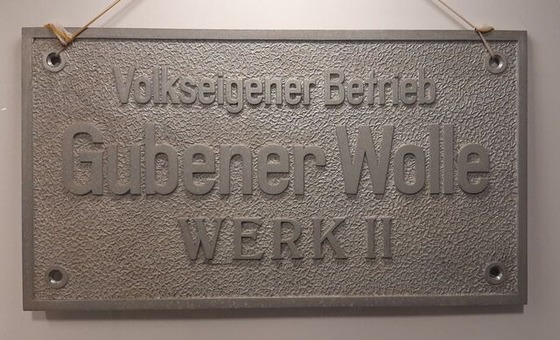 Volkseigener Betrieb
Gubener Wolle
WERK II